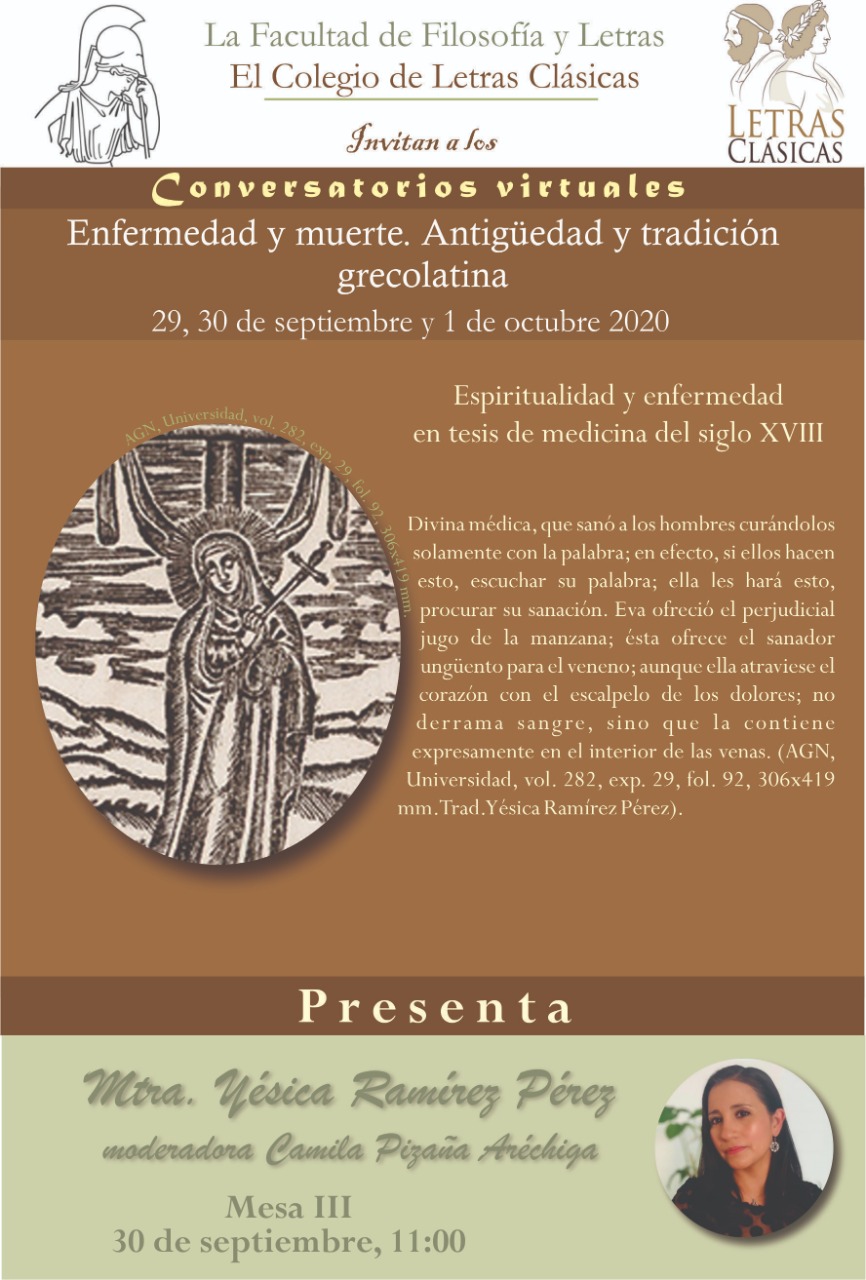 La Facultad de Filosofía y Letras
El Colegio de Letras Clásicas
Invitan a los
LETRAS
CLÁSICAS
Conversatorios virtuales
Enfermedad y muerte. Antigüedad y tradición
grecolatina
29, 30 de septiembre y 1 de octubre 2020
AGN, Universidad, vol. 282, exp. 29, fol. 92, 306x419 mm.
Espiritualidad y enfermedad
en tesis de medicina del siglo XVIII
Divina médica, que sanó a los hombres curándolos
solamente con la palabra; en efecto, si ellos hacen
esto, escuchar su palabra; ella les hará esto,
procurar su sanación. Eva ofreció el perjudicial
jugo de la manzana; ésta ofrece el sanador
ungüento para el veneno; aunque ella atraviese el
corazón con el escalpelo de los dolores; no
derrama sangre, sino que la contiene
expresamente en el interior de las venas. (AGN,
Universidad, vol. 282, exp. 29, fol. 92, 306x419
mm.Trad.Yésica Ramírez Pérez).
Presenta
Mtra. Yésica Ramírez Pérez
moderadora Camila Pizaña Aréchiga
Mesa III
30 de septiembre, 11:00